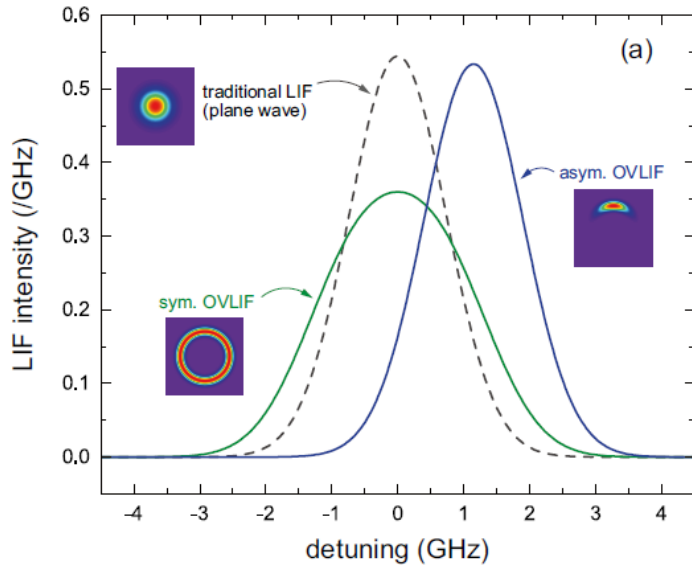 (a)
traditional LIF
(plane wave)
asym. OVLIF
sym. OVLIF
LIF intensity (/GHz)
0.6
0.5
0.4
0.3
0.2
0.1
0.0
−4 −3 −2 −1 0 1 2 3 4
detuning (GHz)